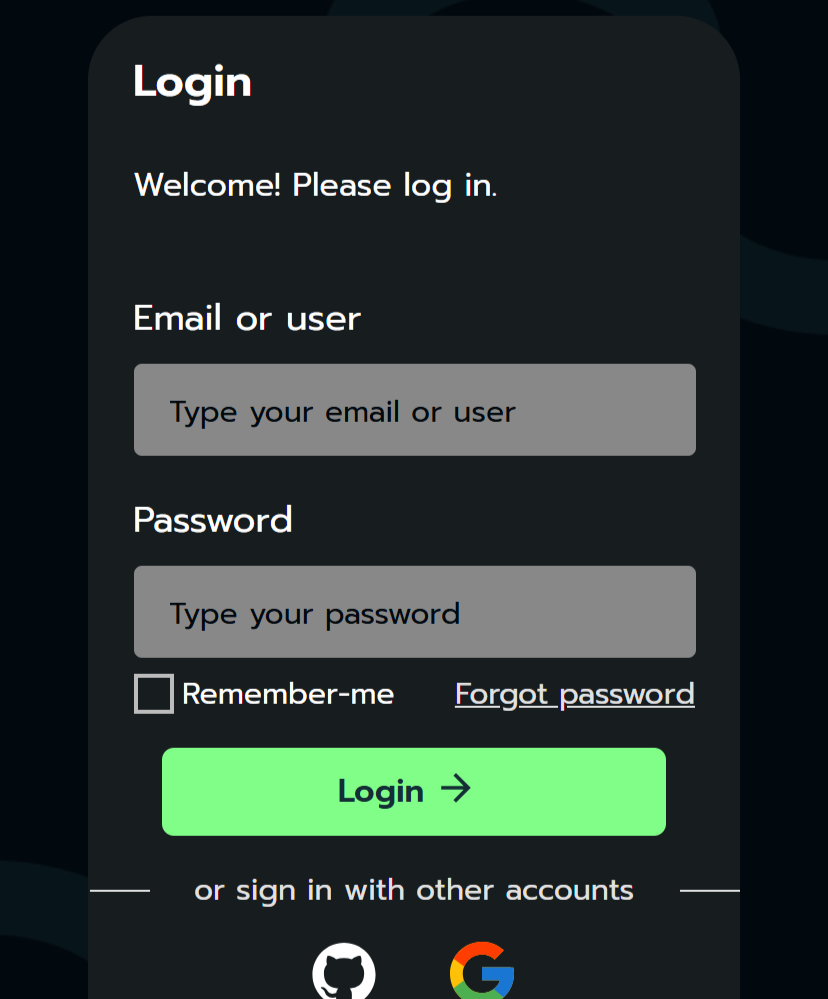 Login
Welcome! Please log in.
Email or user
Type your email or user
Password
Type your password
Remember-me Forgot password
Login
or sign in with other accounts